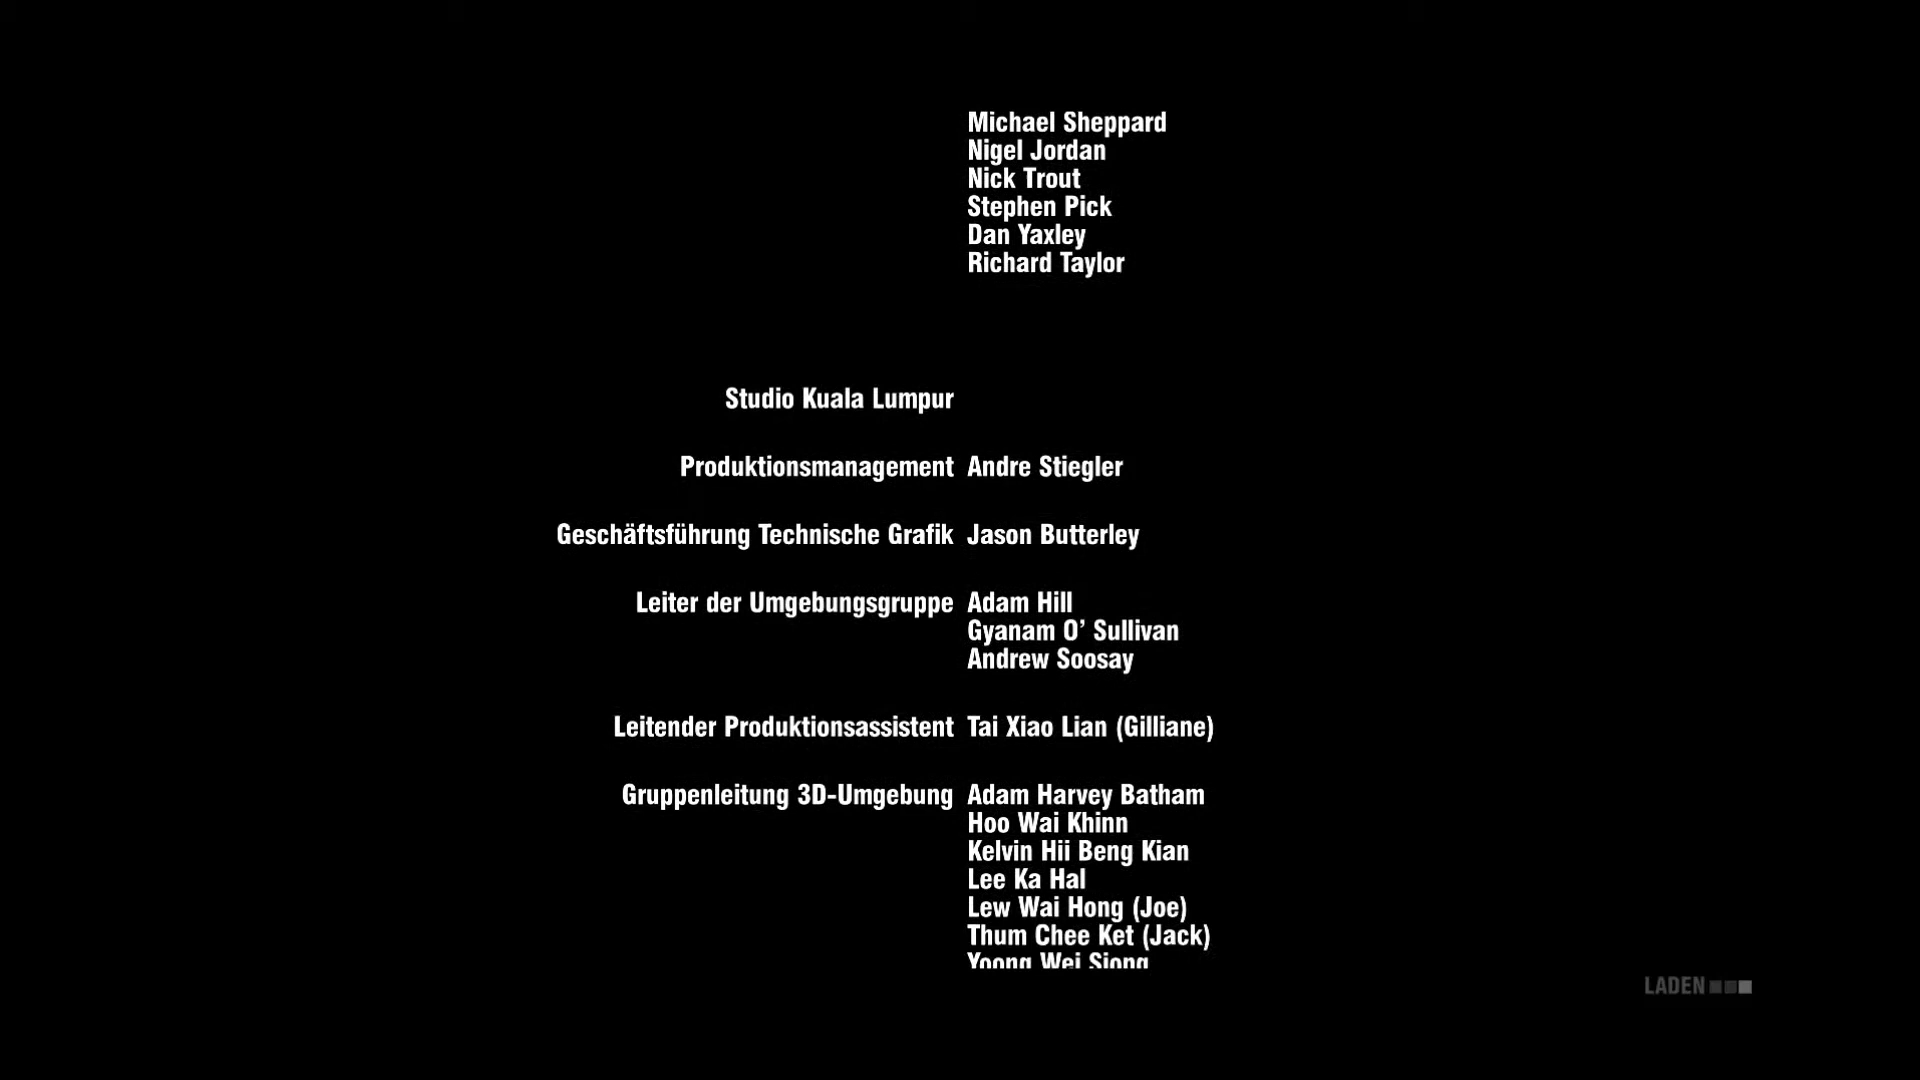 Michael Sheppard
Nigel Jordan
Nick Trout
Stephen Pick
Dan Yaxley
Richard Taylor
Studio Kuala Lumpur
Produktionsmanagement Andre Stiegler
Geschäftsführung Technische Grafik Jason Butterley
Leiter der Umgebungsgruppe Adam Hill
Gyanam O’ Sullivan
Andrew Soosay
Leitender Produktionsassistent Tai Xiao Lian (Gilliane)
Gruppenleitung 3D-Umgebung Adam Harvey Batham
Hoo Wai Khinn
Kelvin Hii Beng Kian
Lee Ka Hal
Lew Wai Hong (Joe)
Thum Chee Ket (Jack)
Yoong Wei Siong
LADEN